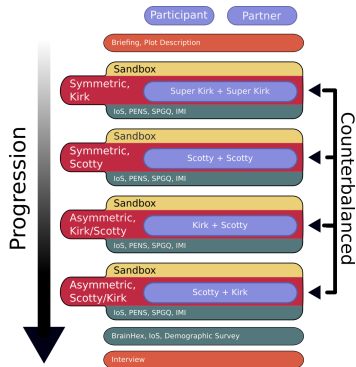 Participant
Partner
Briefing, Plot Description
Sandbox
Symmetric,
Kirk
Super Kirk + Super Kirk
IoS, PENS, SPGQ, IMI
Sandbox
Symmetric,
Scotty
Scotty + Scotty
IoS, PENS, SPGQ, IMI
Sandbox
Asymmetric,
Kirk/Scotty
Kirk + Scotty
IoS, PENS, SPGQ, IMI
Sandbox
Asymmetric,
Scotty/Kirk
Scotty + Kirk
IoS, PENS, SPGQ, IMI
BrainHex, IoS, Demographic Survey
Interview
Progression
Counterbalanced